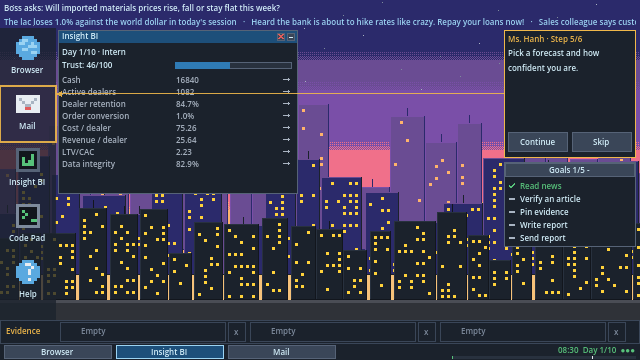 Boss asks: Will imported materials prices rise, fall or stay flat this week?
The lac loses 1.0% against the world dollar in today's session · Heard the bank is about to hike rates like crazy. Repay your loans now! · Sales colleague says custo
Browser
Mail
Insight BI
Code Pad
Help
Insight BI
Day 1/10 · Intern
Trust: 46/100
Cash 16840 →
Active dealers 1082
Dealer retention 84.7% →
Order conversion 1.0% →
Cost / dealer 75.26 →
Revenue / dealer 25.64 →
LTV/CAC 2.23 →
Data integrity 82.9% →
Ms. Hanh · Step 5/6
Pick a forecast and how
confident you are.
Continue Skip
Goals 1/5 -
Read news
Verify an article
Pin evidence
Write report
Send report
Evidence Empty x Empty x Empty x
Browser Insight BI Mail 08:30 Day 1/10